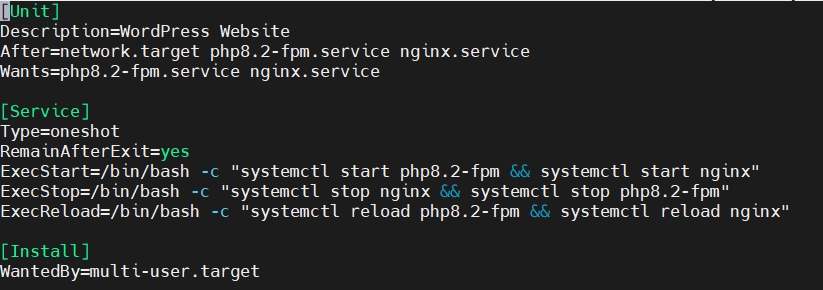 [Unit]
Description=WordPress Website
After=network.target php8.2-fpm.service nginx.service
Wants=php8.2-fpm.service nginx.service
[Service]
Type=oneshot
RemainAfterExit=yes
ExecStart=/bin/bash -c "systemctl start php8.2-fpm && systemctl start nginx"
ExecStop=/bin/bash -c "systemctl stop nginx && systemctl stop php8.2-fpm"
ExecReload=/bin/bash -c "systemctl reload php8.2-fpm && systemctl reload nginx"
[Install]
WantedBy=multi-user.target